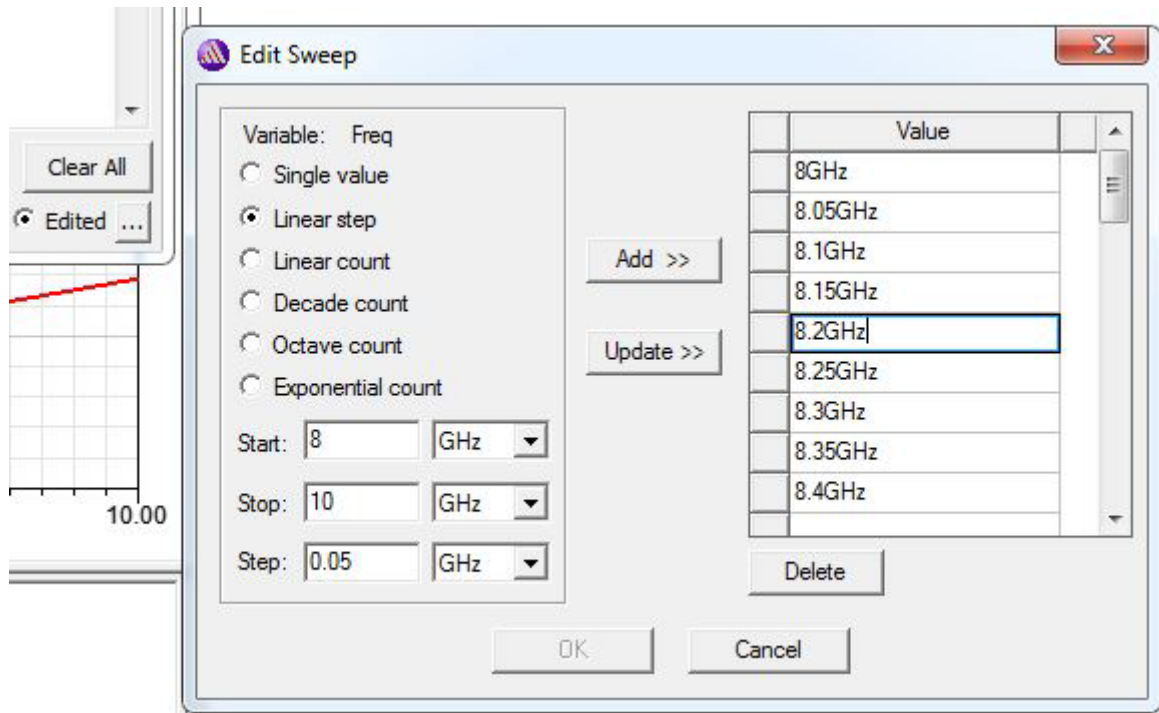 Edit Sweep
Clear All
Edited ...
10.00
Variable: Freq
Single value
Linear step
Linear count
Decade count
Octave count
Exponential count
Start: 8 GHz
Stop: 10 GHz
Step: 0.05 GHz
Add >>
Update >>
Value
8GHz
8.05GHz
8.1GHz
8.15GHz
8.2GHz
8.25GHz
8.3GHz
8.35GHz
8.4GHz
Delete
OK
Cancel